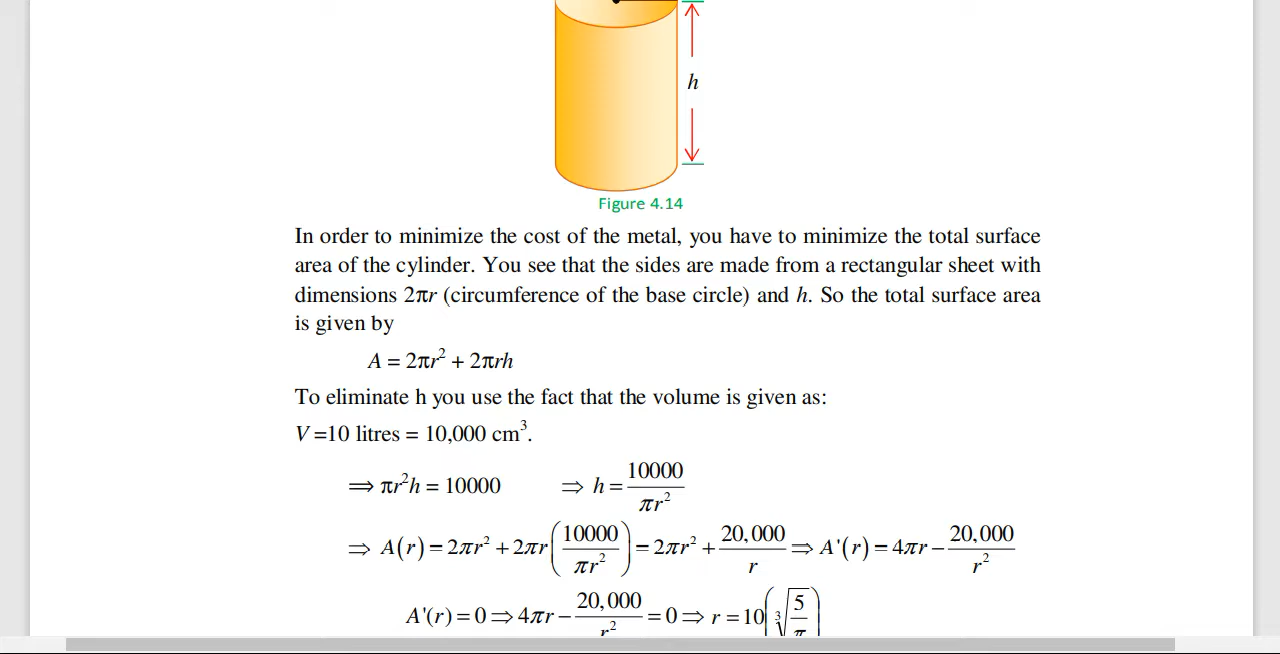 h
Figure 4.14
In order to minimize the cost of the metal, you have to minimize the total surface
area of the cylinder. You see that the sides are made from a rectangular sheet with
dimensions 2πr (circumference of the base circle) and h. So the total surface area
is given by
A = 2πr² + 2πrh
To eliminate h you use the fact that the volume is given as:
V =10 litres = 10,000 cm³.
⇒ πr²h = 10000 ⇒ h = 10000/πr²
⇒ A(r) = 2πr² + 2πr(10000/πr²) = 2πr² + 20,000/r ⇒ A'(r) = 4πr − 20,000/r²
A'(r) = 0 ⇒ 4πr − 20,000/r² = 0 ⇒ r = 10(∛(5/π))